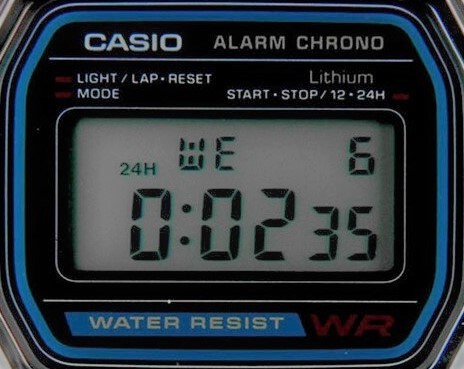 CASIO ALARM CHRONO
LIGHT / LAP • RESET Lithium
MODE START • STOP / 12 • 24H
WE 6
24H
0:02 35
WATER RESIST WR